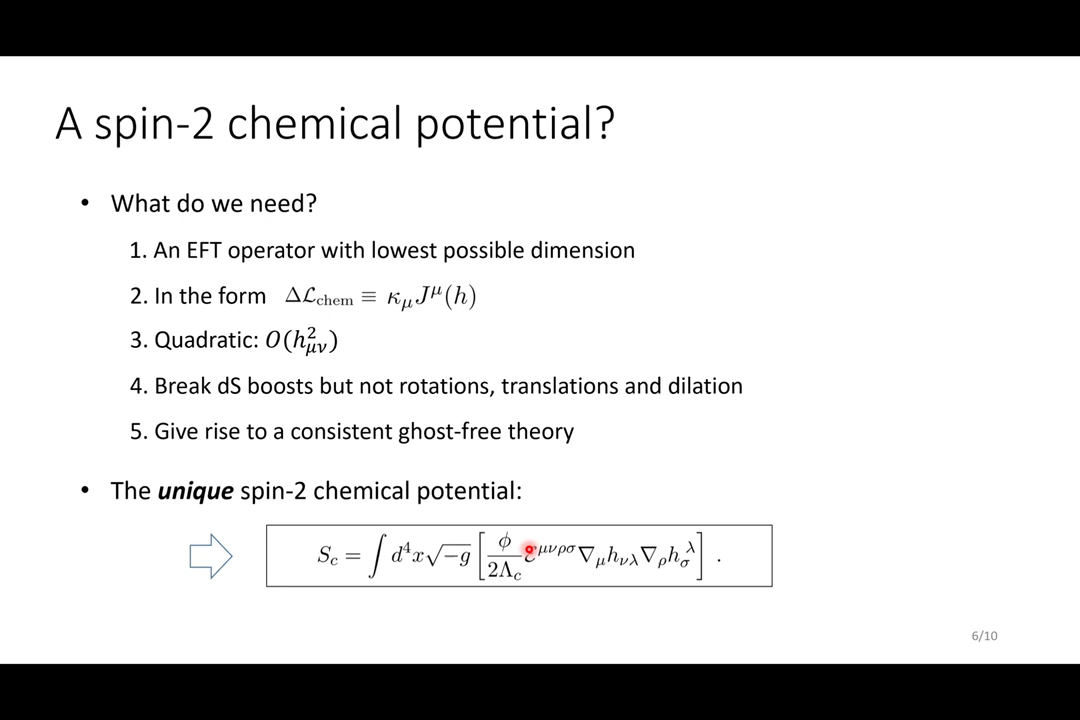 A spin-2 chemical potential?
• What do we need?
1. An EFT operator with lowest possible dimension
2. In the form Δℒ_chem ≡ κ_μ J^μ(h)
3. Quadratic: O(h²_μν)
4. Break dS boosts but not rotations, translations and dilation
5. Give rise to a consistent ghost-free theory
• The unique spin-2 chemical potential:
S_c = ∫ d⁴x√−g [ φ/(2Λ_c) ε^{μνρσ} ∇_μ h_{νλ} ∇_ρ h_σ^λ ] .
6/10